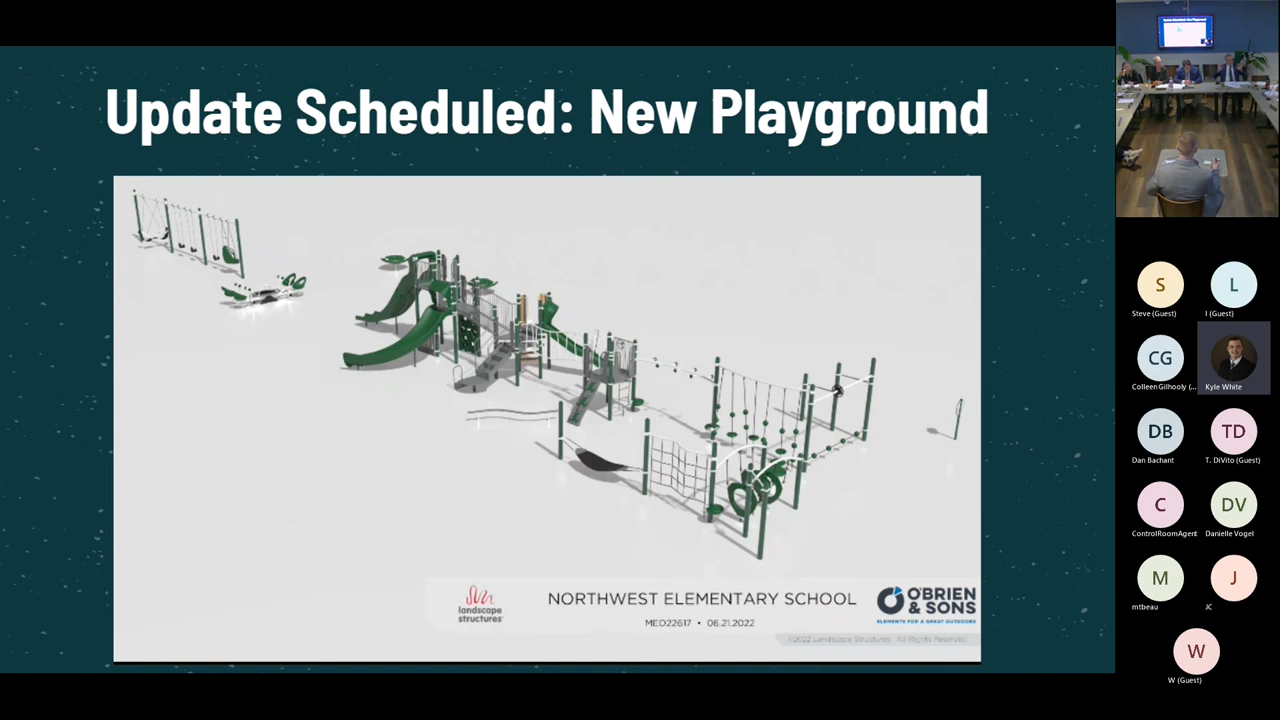 Update Scheduled: New Playground
landscape
structures
NORTHWEST ELEMENTARY SCHOOL
MEO22617 • 06.21.2022
O'BRIEN
& SONS
ELEMENTS FOR A GREAT OUTDOORS
©2022 Landscape Structures. All Rights Reserved.
S
Steve (Guest)
L
I (Guest)
CG
Colleen Gilhooly (...
Kyle White
DB
Dan Bachant
TD
T. DiVito (Guest)
C
ControlRoomAgent
DV
Danielle Vogel
M
mtbeau
J
JC
W
W (Guest)